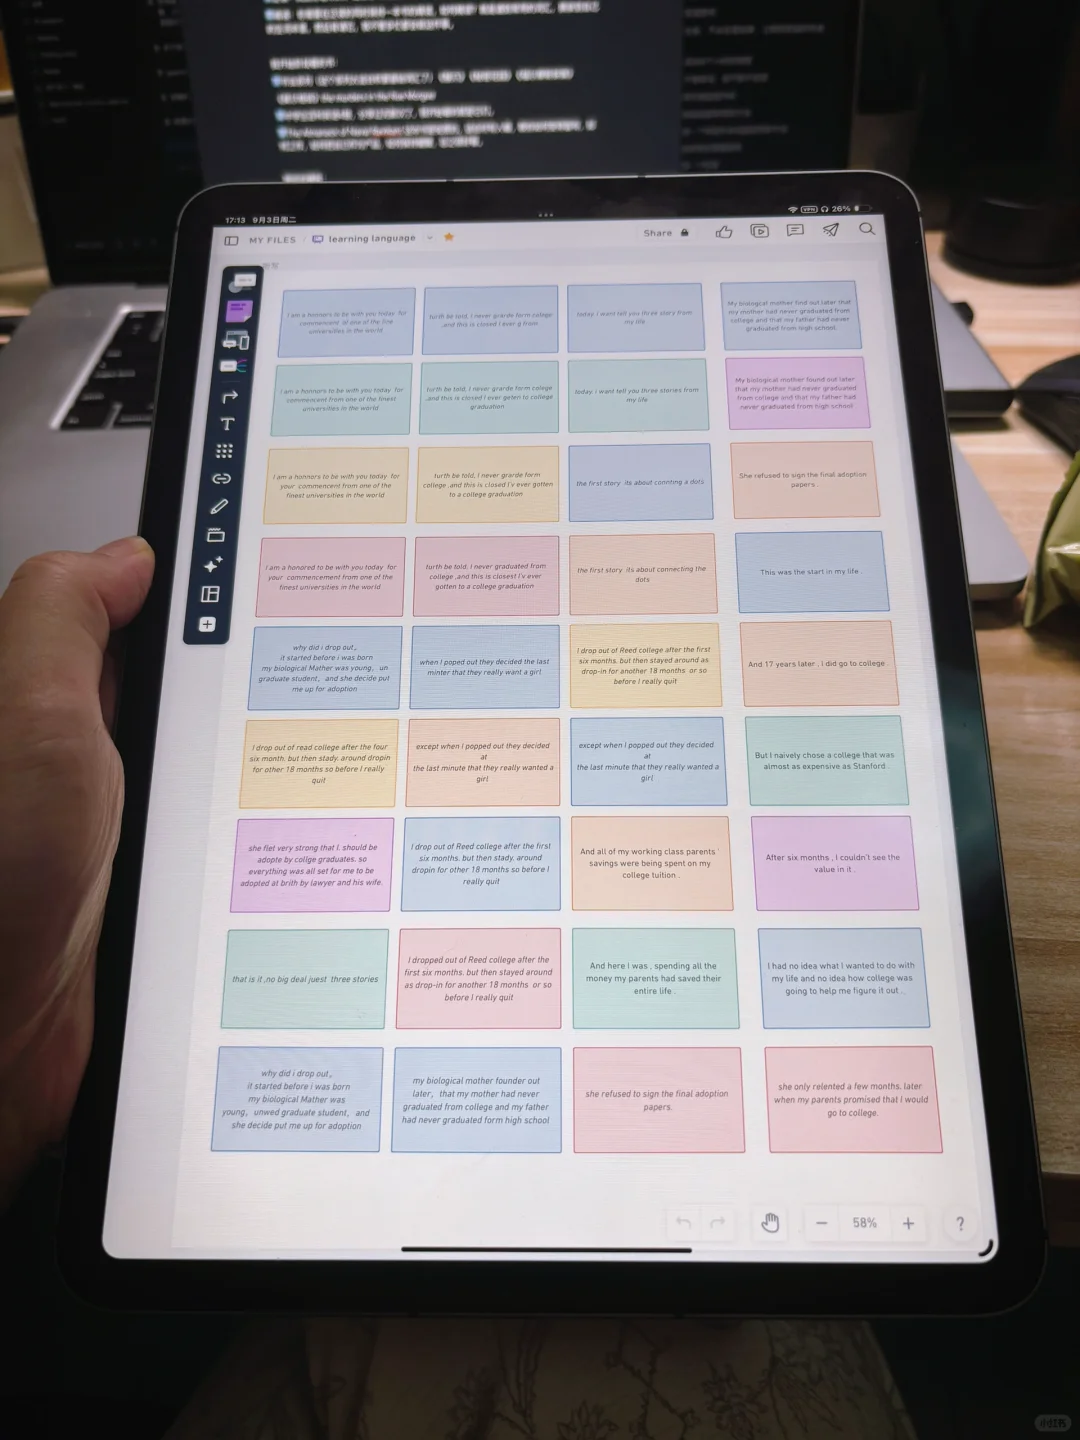 17:13 9月3日周二
VPN 26%
MY FILES / learning language
Share
I am a honnors to be with you today for
commencent at one of the fine
universities in the world
turth be told, I never grarde form college
,and this is closed I ever g from
today i want tell you three story from
my life
My biological mother find out later that
my mother had never graduated from
college and that my father had never
graduated from high school.
I am a honnors to be with you today for
commencent from one of the finest
universities in the world
turth be told, I never grarde form college
,and this is closed I ever geten to college
graduation
today i want tell you three stories from
my life
My biological mother found out later
that my mother had never graduated
from college and that my father had
never graduated from high school
I am a honnors to be with you today for
your commencent from one of the
finest universities in the world
turth be told, I never grarde form
college ,and this is closed I'v ever gotten
to a college graduation
the first story its about connting a dots
She refused to sign the final adoption
papers .
I am a honored to be with you today for
your commencement from one of the
finest universities in the world
turth be told, I never graduated from
college ,and this is closest I'v ever
gotten to a college graduation
the first story its about connecting the
dots
This was the start in my life .
why did i drop out，
it started before i was born
my biological Mather was young， un
graduate student，and she decide put
me up for adoption
when I poped out they decided the last
minter that they really want a girl
I drop out of Reed college after the first
six months. but then stayed around as
drop-in for another 18 months or so
before I really quit
And 17 years later , i did go to college .
I drop out of read college after the four
six month. but then stady. around dropin
for other 18 months so before I really
quit
except when I popped out they decided
at
the last minute that they really wanted a
girl
except when I popped out they decided
at
the last minute that they really wanted a
girl
But I naively chose a college that was
almost as expensive as Stanford .
she flet very strong that I. should be
adopte by collge graduates. so
everything was all set for me to be
adopted at brith by lawyer and his wife.
I drop out of Reed college after the first
six months. but then stady. around
dropin for other 18 months so before I
really quit
And all of my working class parents '
savings were being spent on my
college tuition .
After six months , I couldn't see the
value in it .
that is it ,no big deal juest three stories
I dropped out of Reed college after the
first six months. but then stayed around
as drop-in for another 18 months or so
before I really quit
And here I was , spending all the
money my parents had saved their
entire life .
I had no idea what I wanted to do with
my life and no idea how college was
going to help me figure it out .
why did i drop out，
it started before i was born
my biological Mather was
young，unwed graduate student，and
she decide put me up for adoption
my biological mother founder out
later，that my mother had never
graduated from college and my father
had never graduated form high school
she refused to sign the final adoption
papers.
she only relented a few months. later
when my parents promised that I would
go to college.
58%
?
小红书